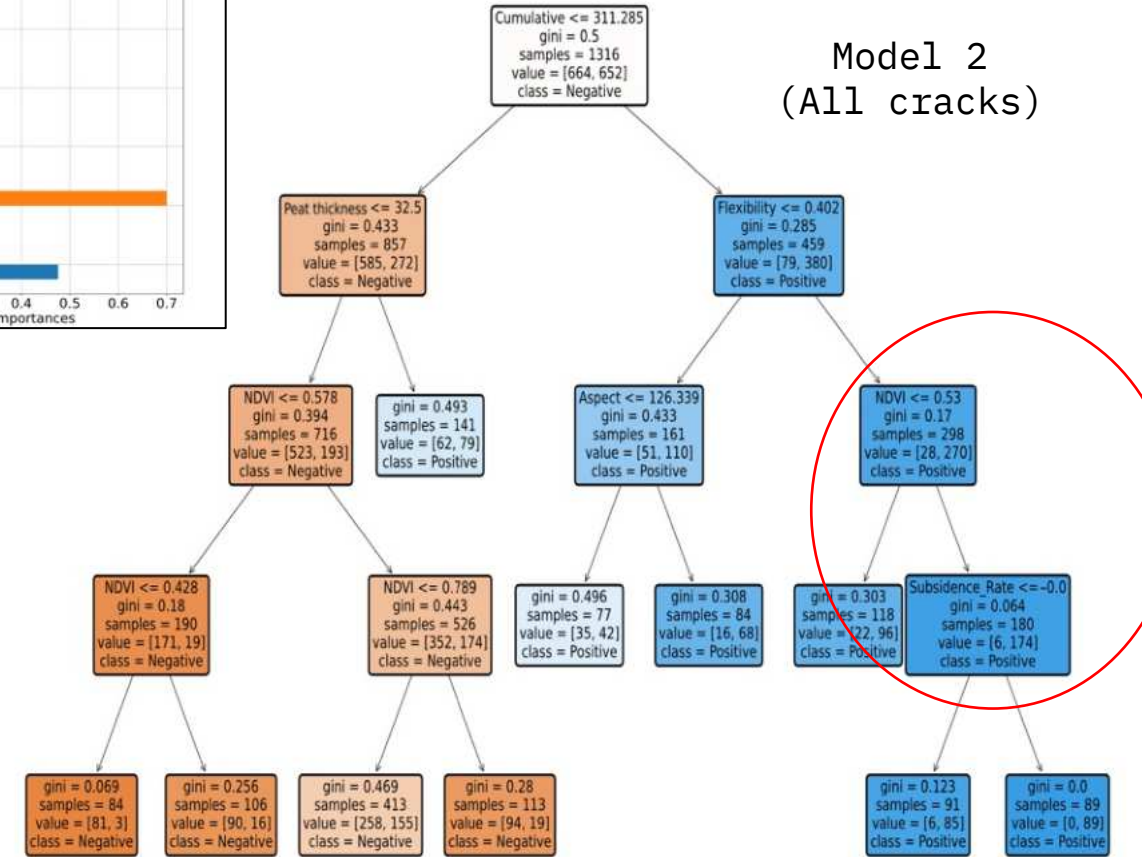 Model 2
(All cracks)
Cumulative <= 311.285
gini = 0.5
samples = 1316
value = [664, 652]
class = Negative
Peat thickness <= 32.5
gini = 0.433
samples = 857
value = [585, 272]
class = Negative
Flexibility <= 0.402
gini = 0.285
samples = 459
value = [79, 380]
class = Positive
0.4 0.5 0.6 0.7
mportances
NDVI <= 0.578
gini = 0.394
samples = 716
value = [523, 193]
class = Negative
gini = 0.493
samples = 141
value = [62, 79]
class = Positive
Aspect <= 126.339
gini = 0.433
samples = 161
value = [51, 110]
class = Positive
NDVI <= 0.53
gini = 0.17
samples = 298
value = [28, 270]
class = Positive
NDVI <= 0.428
gini = 0.18
samples = 190
value = [171, 19]
class = Negative
NDVI <= 0.789
gini = 0.443
samples = 526
value = [352, 174]
class = Negative
gini = 0.496
samples = 77
value = [35, 42]
class = Positive
gini = 0.308
samples = 84
value = [16, 68]
class = Positive
gini = 0.303
samples = 118
value = [22, 96]
class = Positive
Subsidence_Rate <=-0.0
gini = 0.064
samples = 180
value = [6, 174]
class = Positive
gini = 0.069
samples = 84
value = [81, 3]
class = Negative
gini = 0.256
samples = 106
value = [90, 16]
class = Negative
gini = 0.469
samples = 413
value = [258, 155]
class = Negative
gini = 0.28
samples = 113
value = [94, 19]
class = Negative
gini = 0.123
samples = 91
value = [6, 85]
class = Positive
gini = 0.0
samples = 89
value = [0, 89]
class = Positive